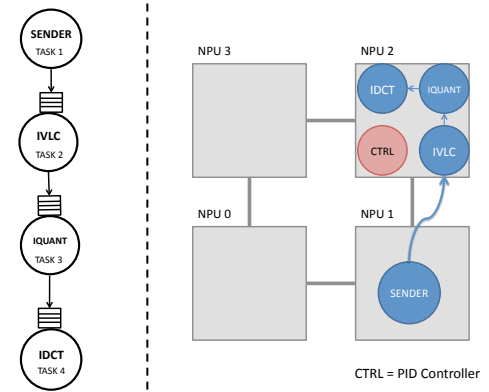 SENDER
TASK 1
IVLC
TASK 2
IQUANT
TASK 3
IDCT
TASK 4
NPU 3
NPU 2
IDCT
IQUANT
CTRL
IVLC
NPU 0
NPU 1
SENDER
CTRL = PID Controller